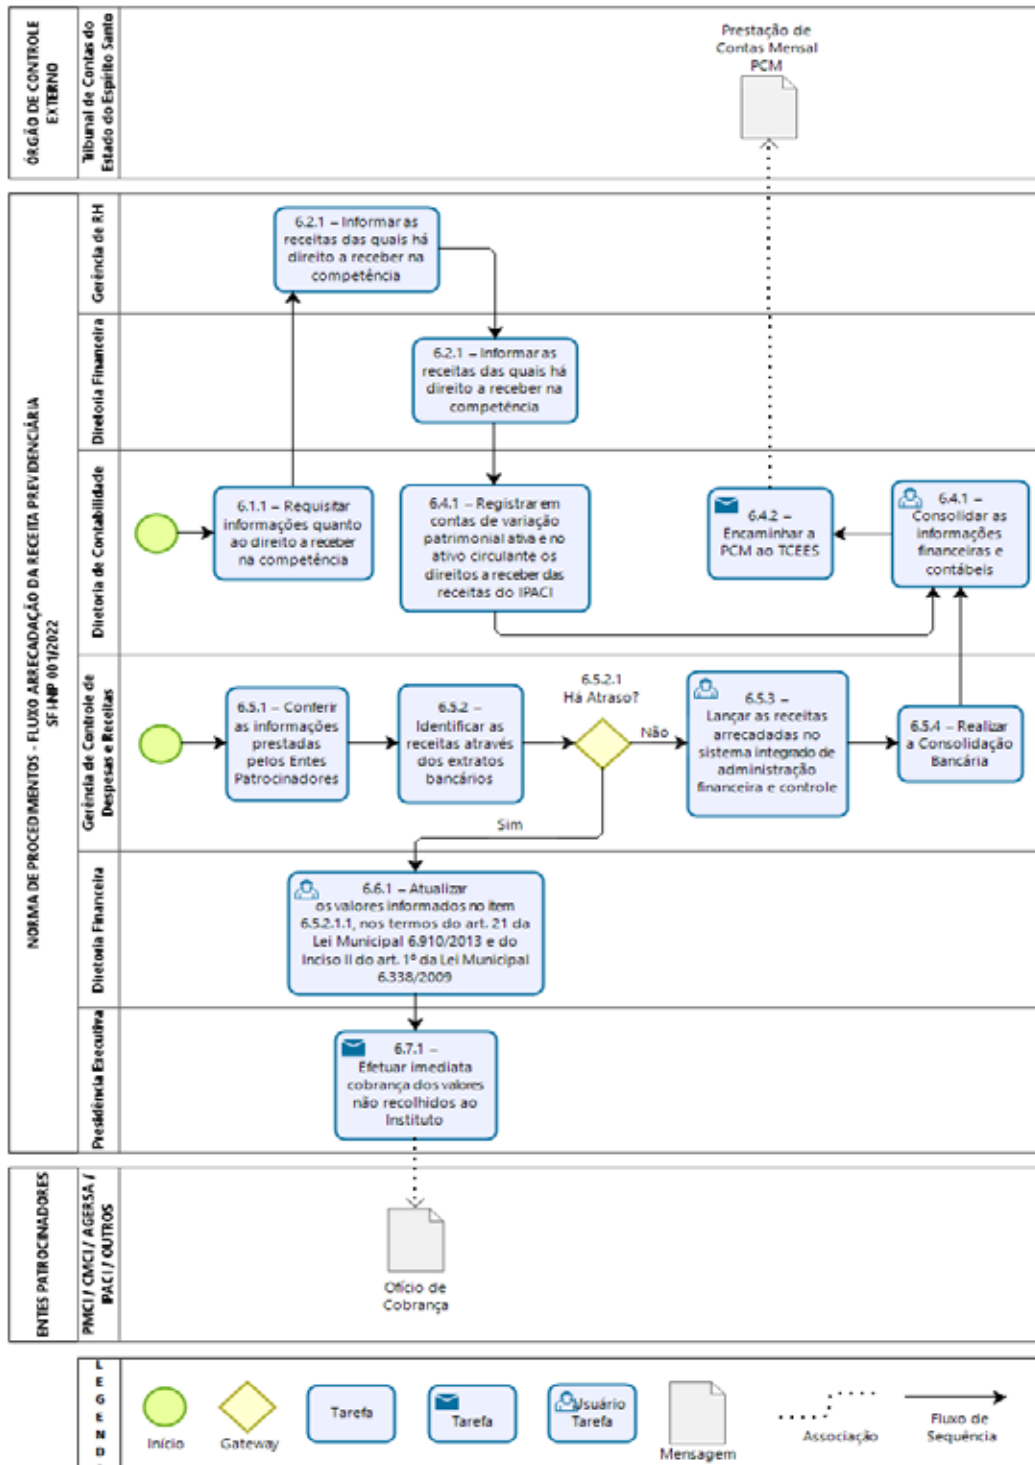 ÓRGÃO DE CONTROLE
EXTERNO
Tribunal de Contas do
Estado do Espírito Santo
Prestação de
Contas Mensal
PCM
NORMA DE PROCEDIMENTOS - FLUXO ARRECADAÇÃO DA RECEITA PREVIDENCIÁRIA
SFI-NP 001/2022
Gerência de RH
6.2.1 – Informar as
receitas das quais há
direito a receber na
competência
Diretoria Financeira
6.2.1 – Informar as
receitas das quais há
direito a receber na
competência
Diretoria de Contabilidade
6.1.1 – Requisitar
informações quanto
ao direito a receber
na competência
6.4.1 – Registrar em
contas de variação
patrimonial ativa e no
ativo circulante os
direitos a receber das
receitas do IPACI
6.4.2 –
Encaminhar a
PCM ao TCEES
6.4.1 –
Consolidar as
informações
financeiras e
contábeis
Gerência de Controle de
Despesas e Receitas
6.5.1 – Conferir
as informações
prestadas
pelos Entes
Patrocinadores
6.5.2 –
Identificar as
receitas através
dos extratos
bancários
6.5.2.1
Há Atraso?
Não
Sim
6.5.3 –
Lançar as receitas
arrecadadas no
sistema integrado de
administração
financeira e controle
6.5.4 – Realizar
a Consolidação
Bancária
Diretoria Financeira
6.6.1 – Atualizar
os valores informados no item
6.5.2.1.1, nos termos do art. 21 da
Lei Municipal 6.910/2013 e do
Inciso II do art. 1º da Lei Municipal
6.338/2009
Presidência Executiva
6.7.1 –
Efetuar imediata
cobrança dos valores
não recolhidos ao
Instituto
ENTES PATROCINADORES
PMCI / CMCI / AGERSA /
IPACI / OUTROS
Ofício de
Cobrança
LEGEND
Início
Gateway
Tarefa
Tarefa
Usuário
Tarefa
Mensagem
Associação
Fluxo de
Sequência